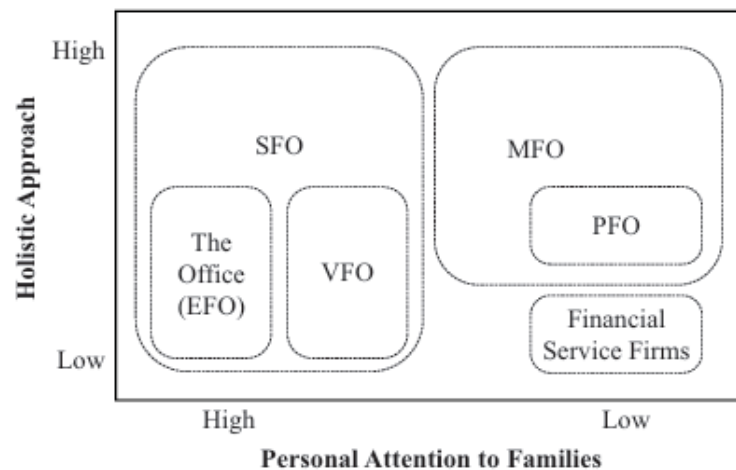 High
Holistic Approach
Low
SFO
The
Office
(EFO)
VFO
MFO
PFO
Financial
Service Firms
High
Low
Personal Attention to Families